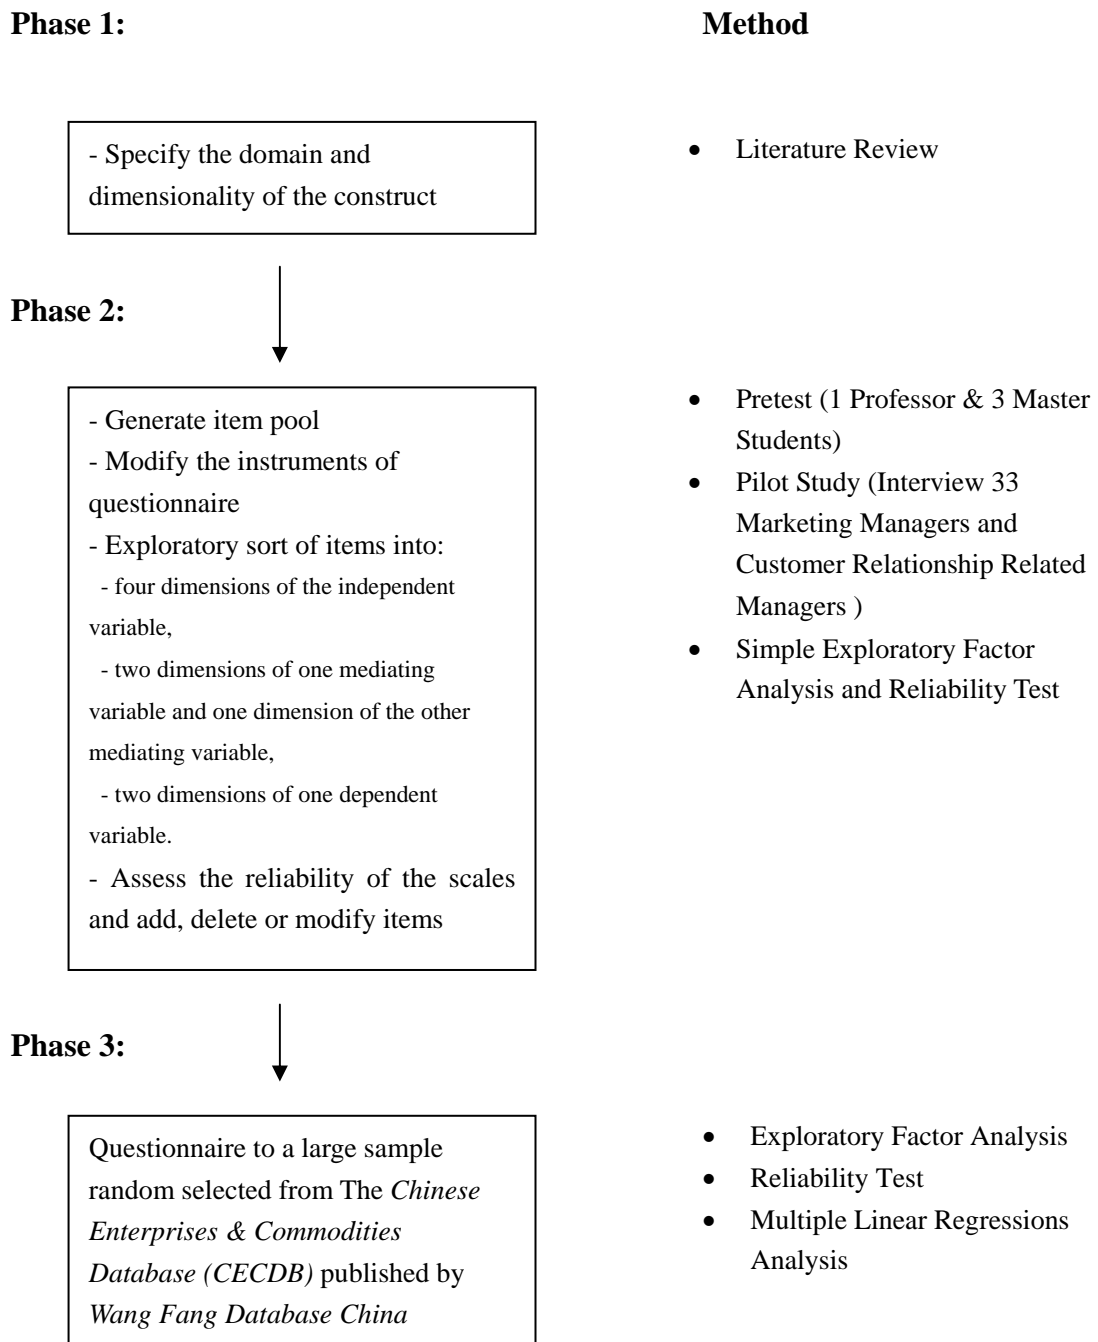 Phase 1:
Method
- Specify the domain and
dimensionality of the construct
• Literature Review
Phase 2:
- Generate item pool
- Modify the instruments of
questionnaire
- Exploratory sort of items into:
- four dimensions of the independent
variable,
- two dimensions of one mediating
variable and one dimension of the other
mediating variable,
- two dimensions of one dependent
variable.
- Assess the reliability of the scales
and add, delete or modify items
• Pretest (1 Professor & 3 Master
Students)
• Pilot Study (Interview 33
Marketing Managers and
Customer Relationship Related
Managers )
• Simple Exploratory Factor
Analysis and Reliability Test
Phase 3:
Questionnaire to a large sample
random selected from The Chinese
Enterprises & Commodities
Database (CECDB) published by
Wang Fang Database China
• Exploratory Factor Analysis
• Reliability Test
• Multiple Linear Regressions
Analysis